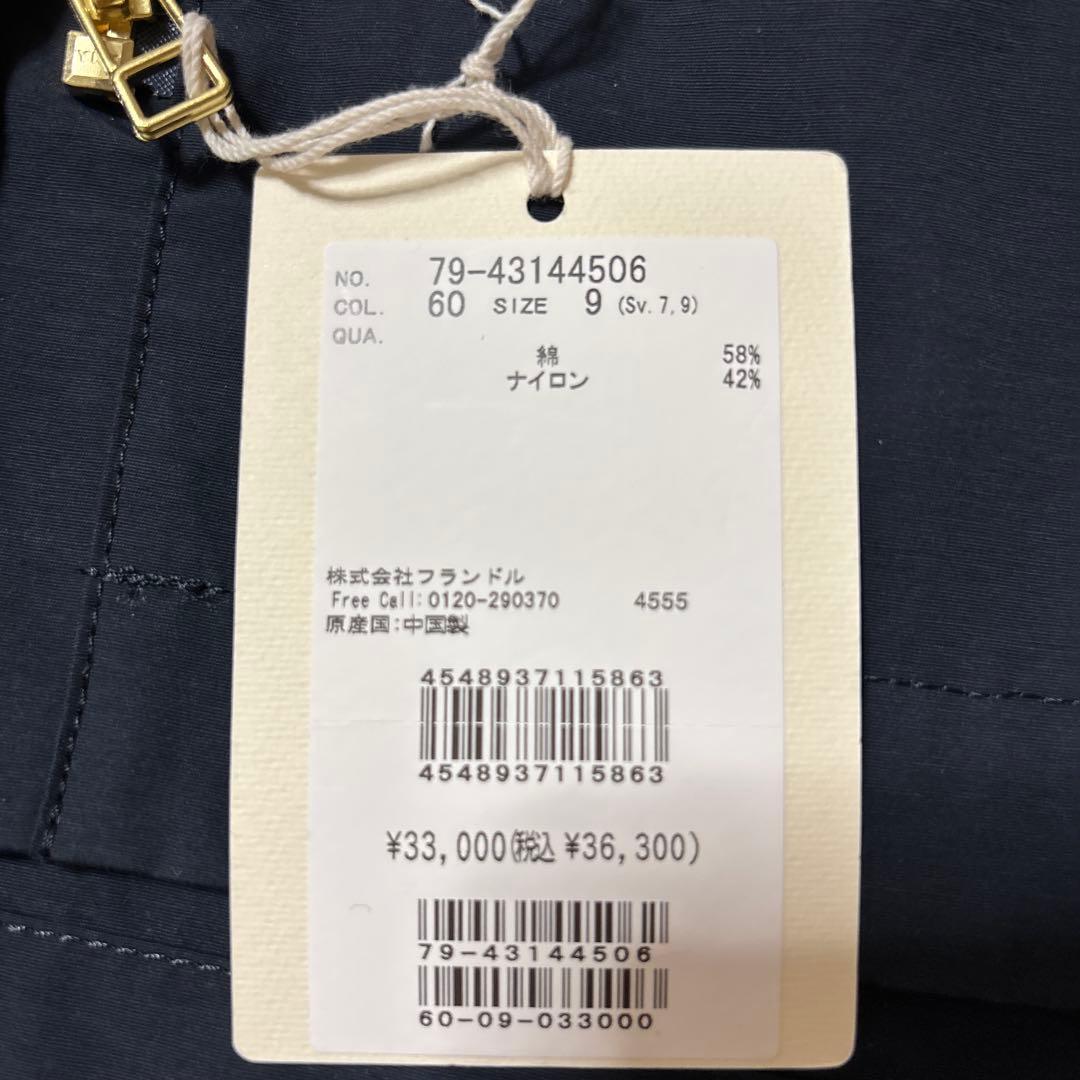 NO. 79-43144506
COL. 60 SIZE 9 (Sv.7,9)
QUA.
綿 58%
ナイロン 42%
株式会社フランドル
Free Call:0120-290370 4555
原産国:中国製
4548937115863
4548937115863
¥33,000(税込 ¥36,300)
79-43144506
60-09-033000